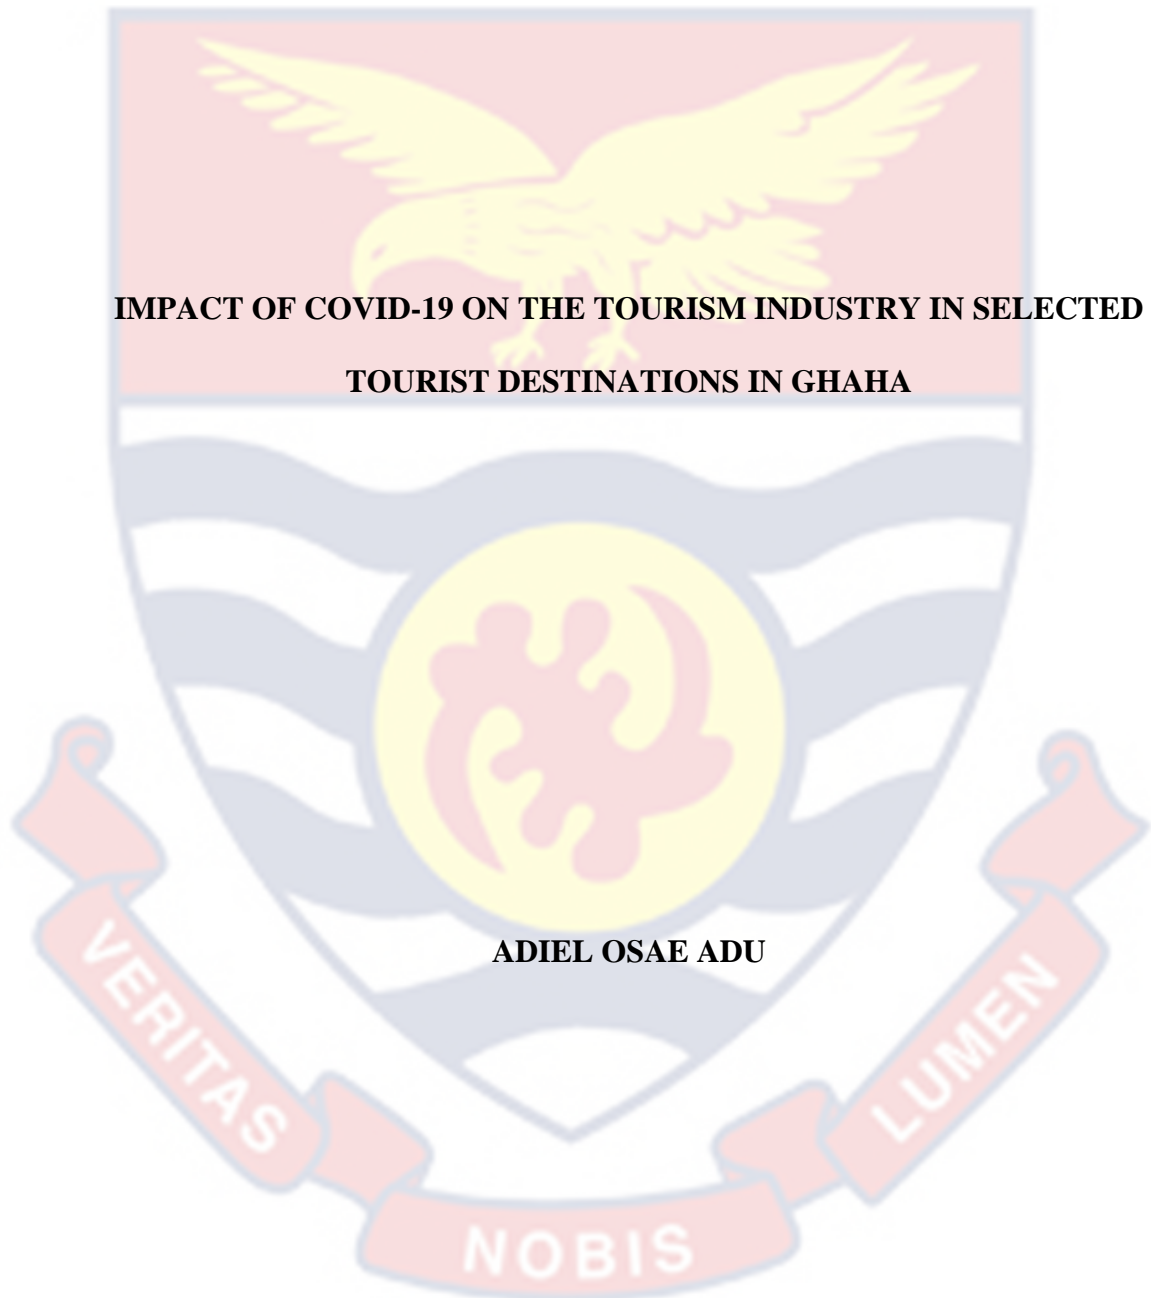 IMPACT OF COVID-19 ON THE TOURISM INDUSTRY IN SELECTED
TOURIST DESTINATIONS IN GHAHA
ADIEL OSAE ADU
VERITAS
NOBIS
LUMEN